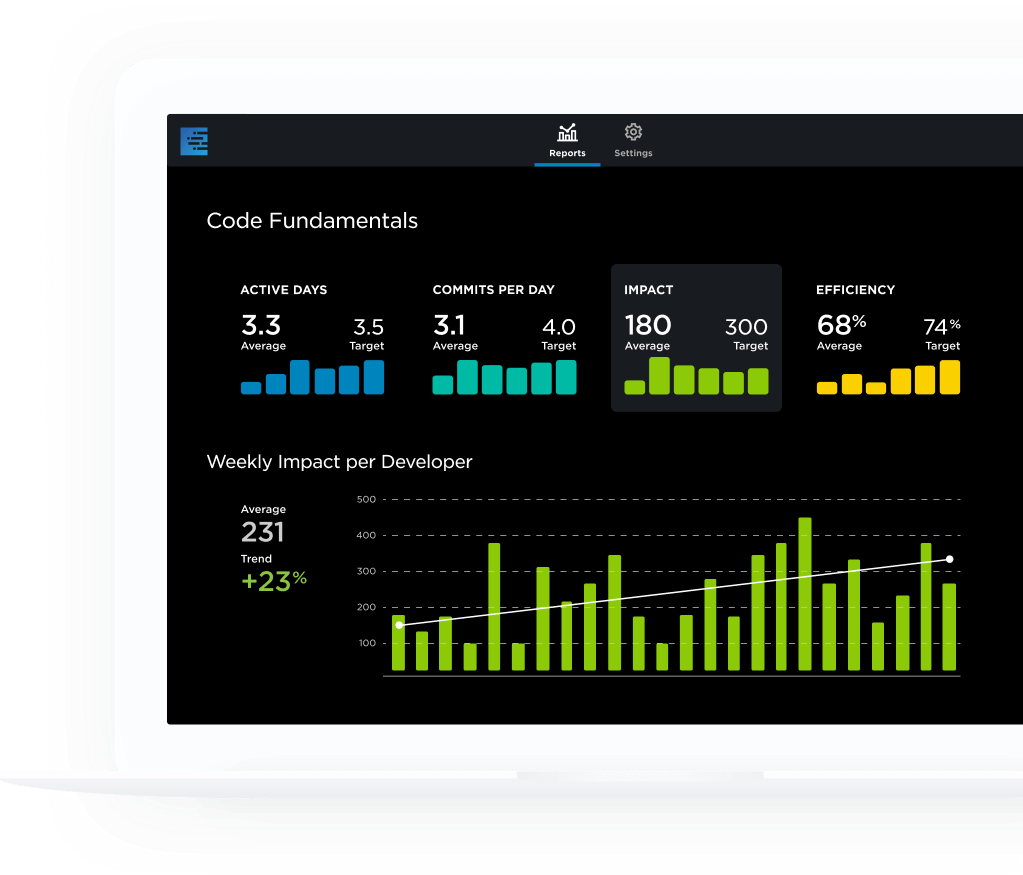 Reports
Settings
Code Fundamentals
ACTIVE DAYS
3.3
3.5
Average
Target
COMMITS PER DAY
3.1
4.0
Average
Target
IMPACT
180
300
Average
Target
EFFICIENCY
68%
74%
Average
Target
Weekly Impact per Developer
Average
231
Trend
+23%
500
400
300
200
100